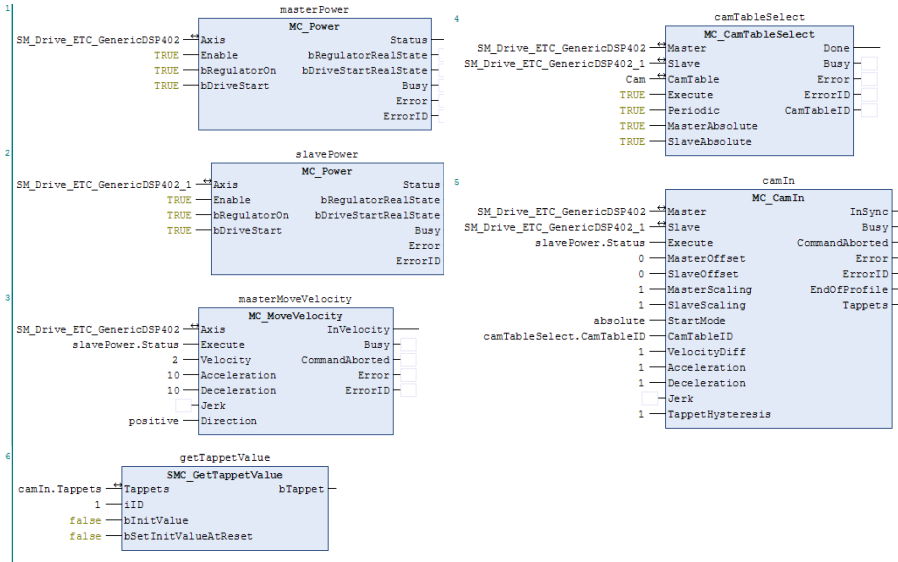 1
masterPower
MC_Power
SM_Drive_ETC_GenericDSP402 Axis Status
TRUE Enable bRegulatorRealState
TRUE bRegulatorOn bDriveStartRealState
TRUE bDriveStart Busy
Error
ErrorID
2
slavePower
MC_Power
SM_Drive_ETC_GenericDSP402_1 Axis Status
TRUE Enable bRegulatorRealState
TRUE bRegulatorOn bDriveStartRealState
TRUE bDriveStart Busy
Error
ErrorID
3
masterMoveVelocity
MC_MoveVelocity
SM_Drive_ETC_GenericDSP402 Axis InVelocity
slavePower.Status Execute Busy
2 Velocity CommandAborted
10 Acceleration Error
10 Deceleration ErrorID
Jerk
positive Direction
6
getTappetValue
SMC_GetTappetValue
camIn.Tappets Tappets bTappet
1 iID
false bInitValue
false bSetInitValueAtReset
4
camTableSelect
MC_CamTableSelect
SM_Drive_ETC_GenericDSP402 Master Done
SM_Drive_ETC_GenericDSP402_1 Slave Busy
Cam CamTable Error
TRUE Execute ErrorID
TRUE Periodic CamTableID
TRUE MasterAbsolute
TRUE SlaveAbsolute
5
camIn
MC_CamIn
SM_Drive_ETC_GenericDSP402 Master InSync
SM_Drive_ETC_GenericDSP402_1 Slave Busy
slavePower.Status Execute CommandAborted
0 MasterOffset Error
0 SlaveOffset ErrorID
1 MasterScaling EndOfProfile
1 SlaveScaling Tappets
absolute StartMode
camTableSelect.CamTableID CamTableID
1 VelocityDiff
1 Acceleration
1 Deceleration
Jerk
1 TappetHysteresis